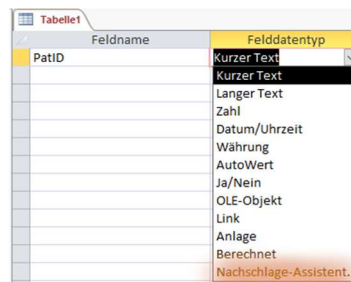 Tabelle1
Feldname Felddatentyp
PatID Kurzer Text
Kurzer Text
Langer Text
Zahl
Datum/Uhrzeit
Währung
AutoWert
Ja/Nein
OLE-Objekt
Link
Anlage
Berechnet
Nachschlage-Assistent.